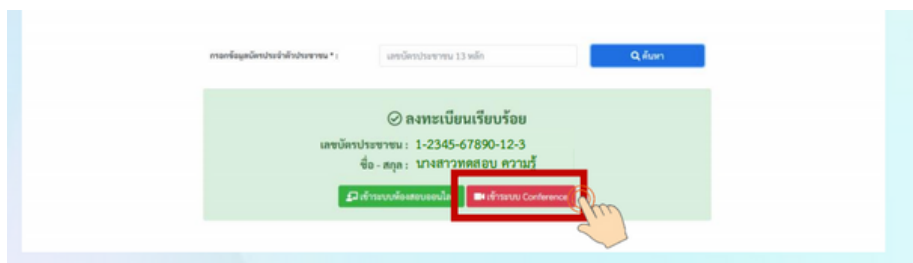 กรอกข้อมูลบัตรประจำตัวประชาชน * : เลขบัตรประชาชน 13 หลัก ค้นหา
ลงทะเบียนเรียบร้อย
เลขบัตรประชาชน : 1-2345-67890-12-3
ชื่อ - สกุล : นางสาวทดสอบ ความรู้
เข้าระบบห้องสอบออนไล เข้าระบบ Conference